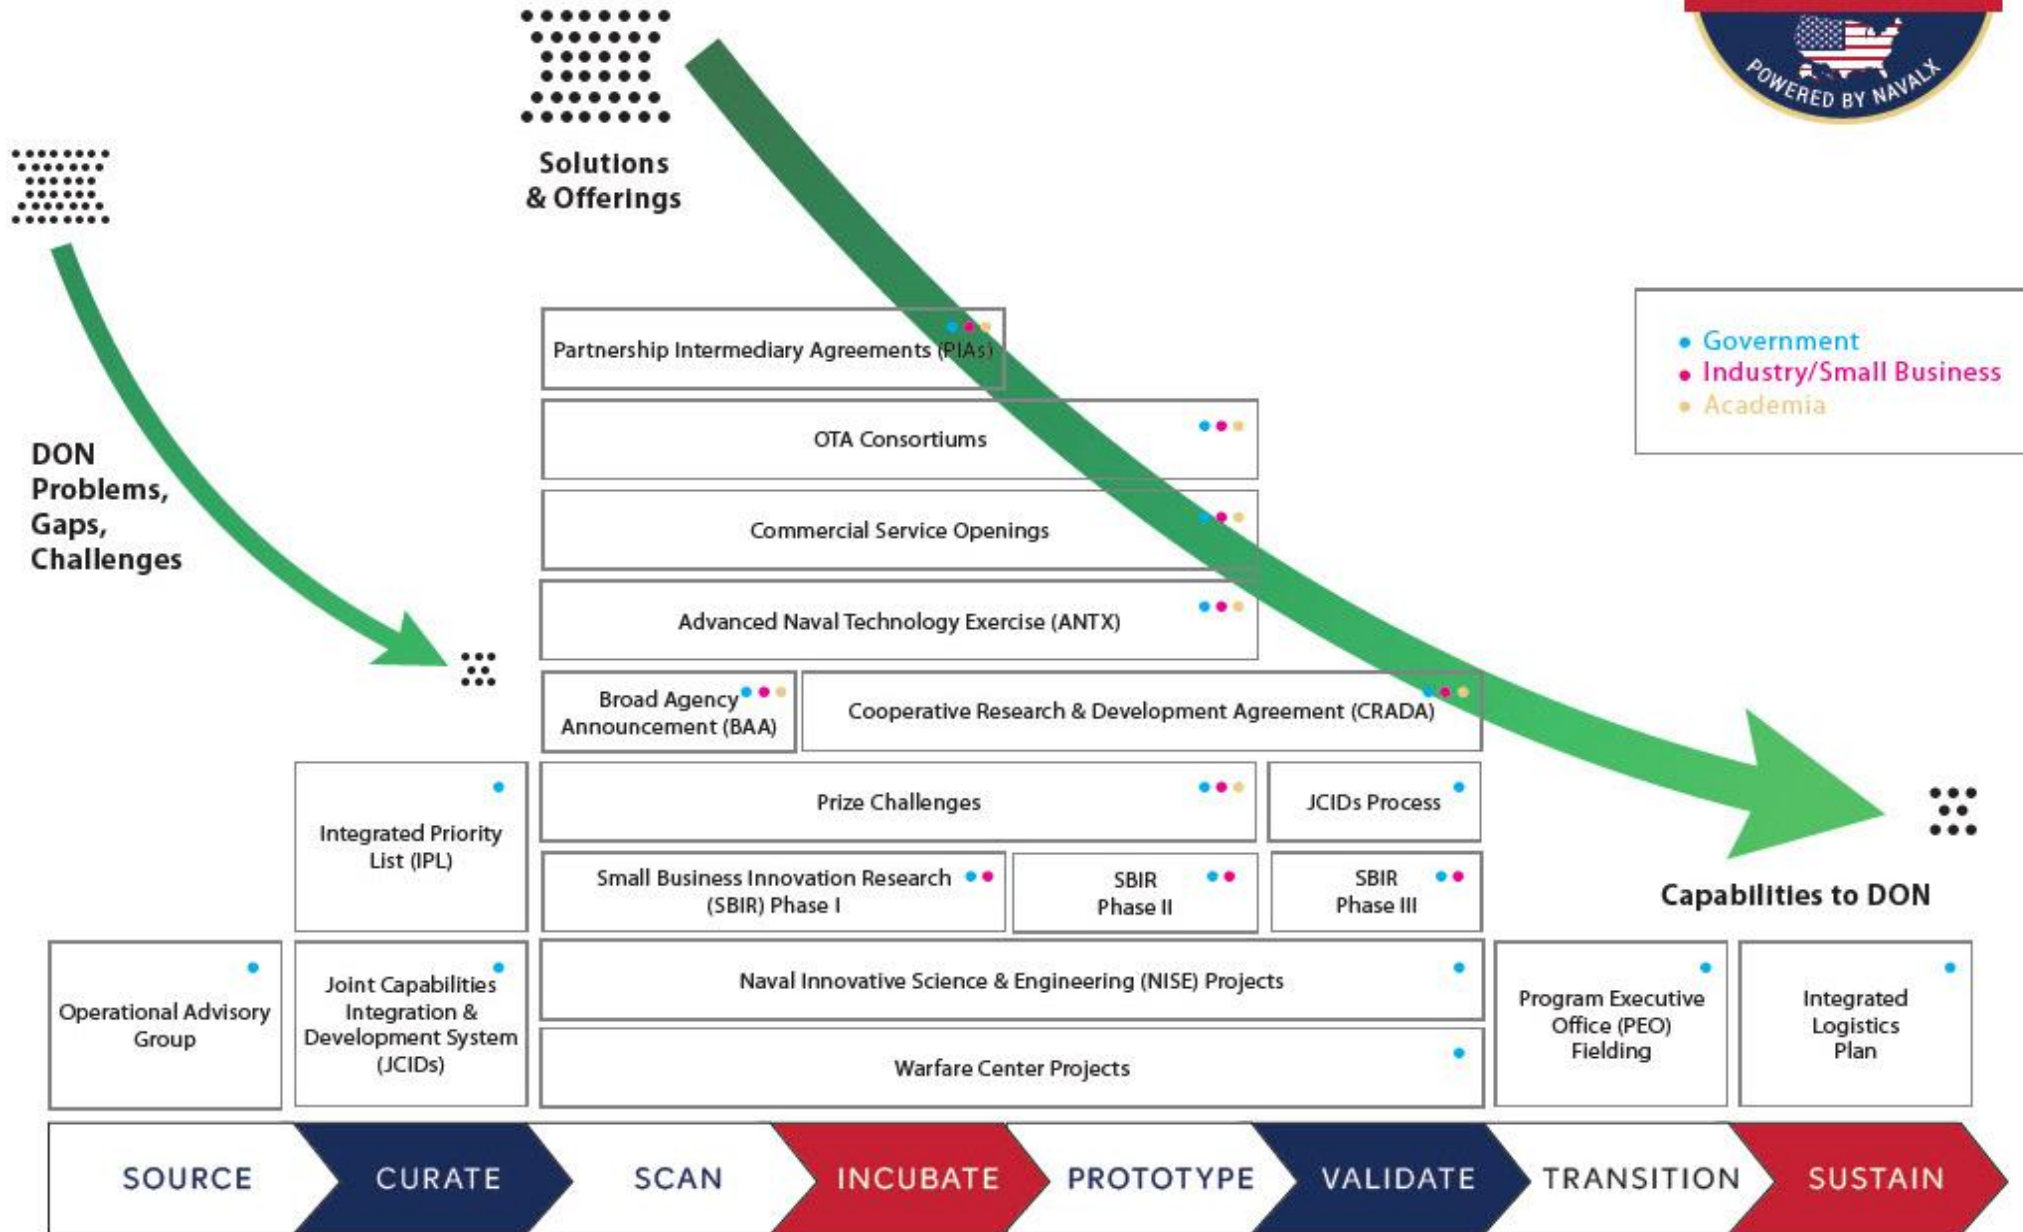 POWERED BY NAVALX
Solutions
& Offerings
• Government
• Industry/Small Business
• Academia
DON
Problems,
Gaps,
Challenges
Partnership Intermediary Agreements (PIAs)
OTA Consortiums
Commercial Service Openings
Advanced Naval Technology Exercise (ANTX)
Broad Agency
Announcement (BAA)
Cooperative Research & Development Agreement (CRADA)
Integrated Priority
List (IPL)
Prize Challenges
JCIDs Process
Small Business Innovation Research
(SBIR) Phase I
SBIR
Phase II
SBIR
Phase III
Capabilities to DON
Operational Advisory
Group
Joint Capabilities
Integration &
Development System
(JCIDs)
Naval Innovative Science & Engineering (NISE) Projects
Warfare Center Projects
Program Executive
Office (PEO)
Fielding
Integrated
Logistics
Plan
SOURCE
CURATE
SCAN
INCUBATE
PROTOTYPE
VALIDATE
TRANSITION
SUSTAIN